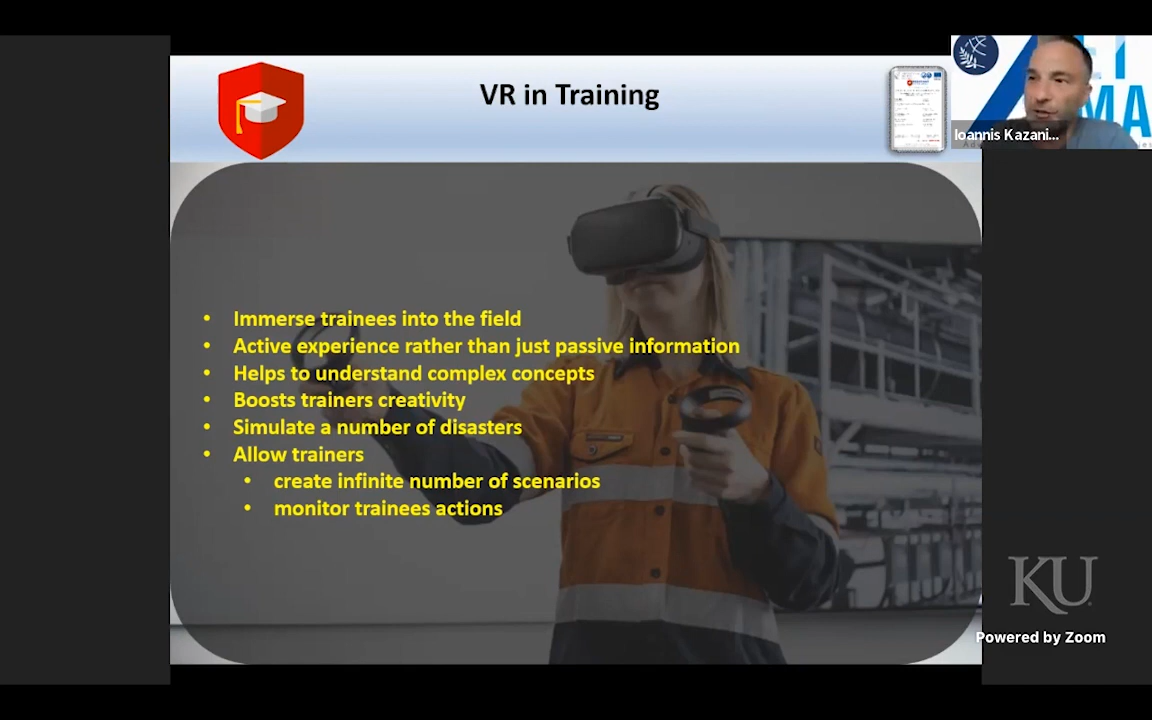 VR in Training
Ioannis Kazani...
• Immerse trainees into the field
• Active experience rather than just passive information
• Helps to understand complex concepts
• Boosts trainers creativity
• Simulate a number of disasters
• Allow trainers
• create infinite number of scenarios
• monitor trainees actions
KU
Powered by Zoom